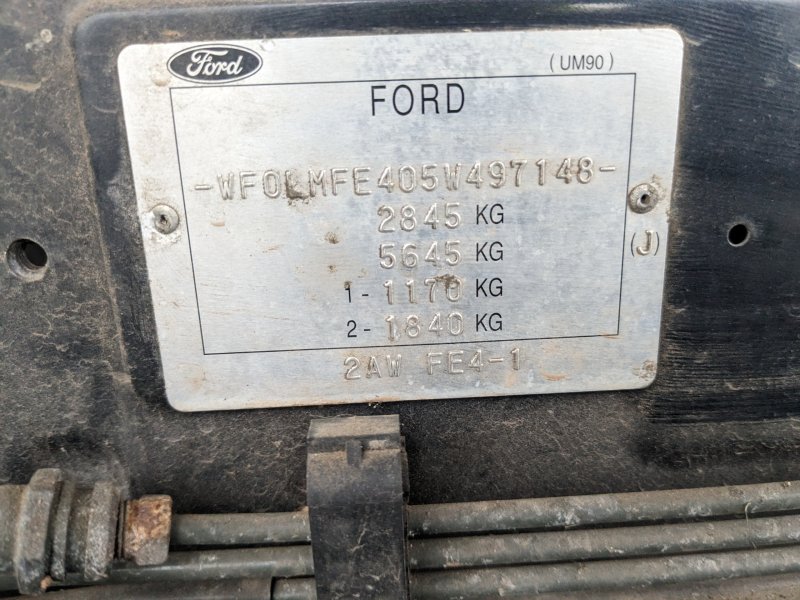 Ford (UM90)
FORD
-WF0LMFE405W497148-
2845 KG
5645 KG
1 - 1170 KG
2 - 1840 KG
(J)
2AW FE4-1